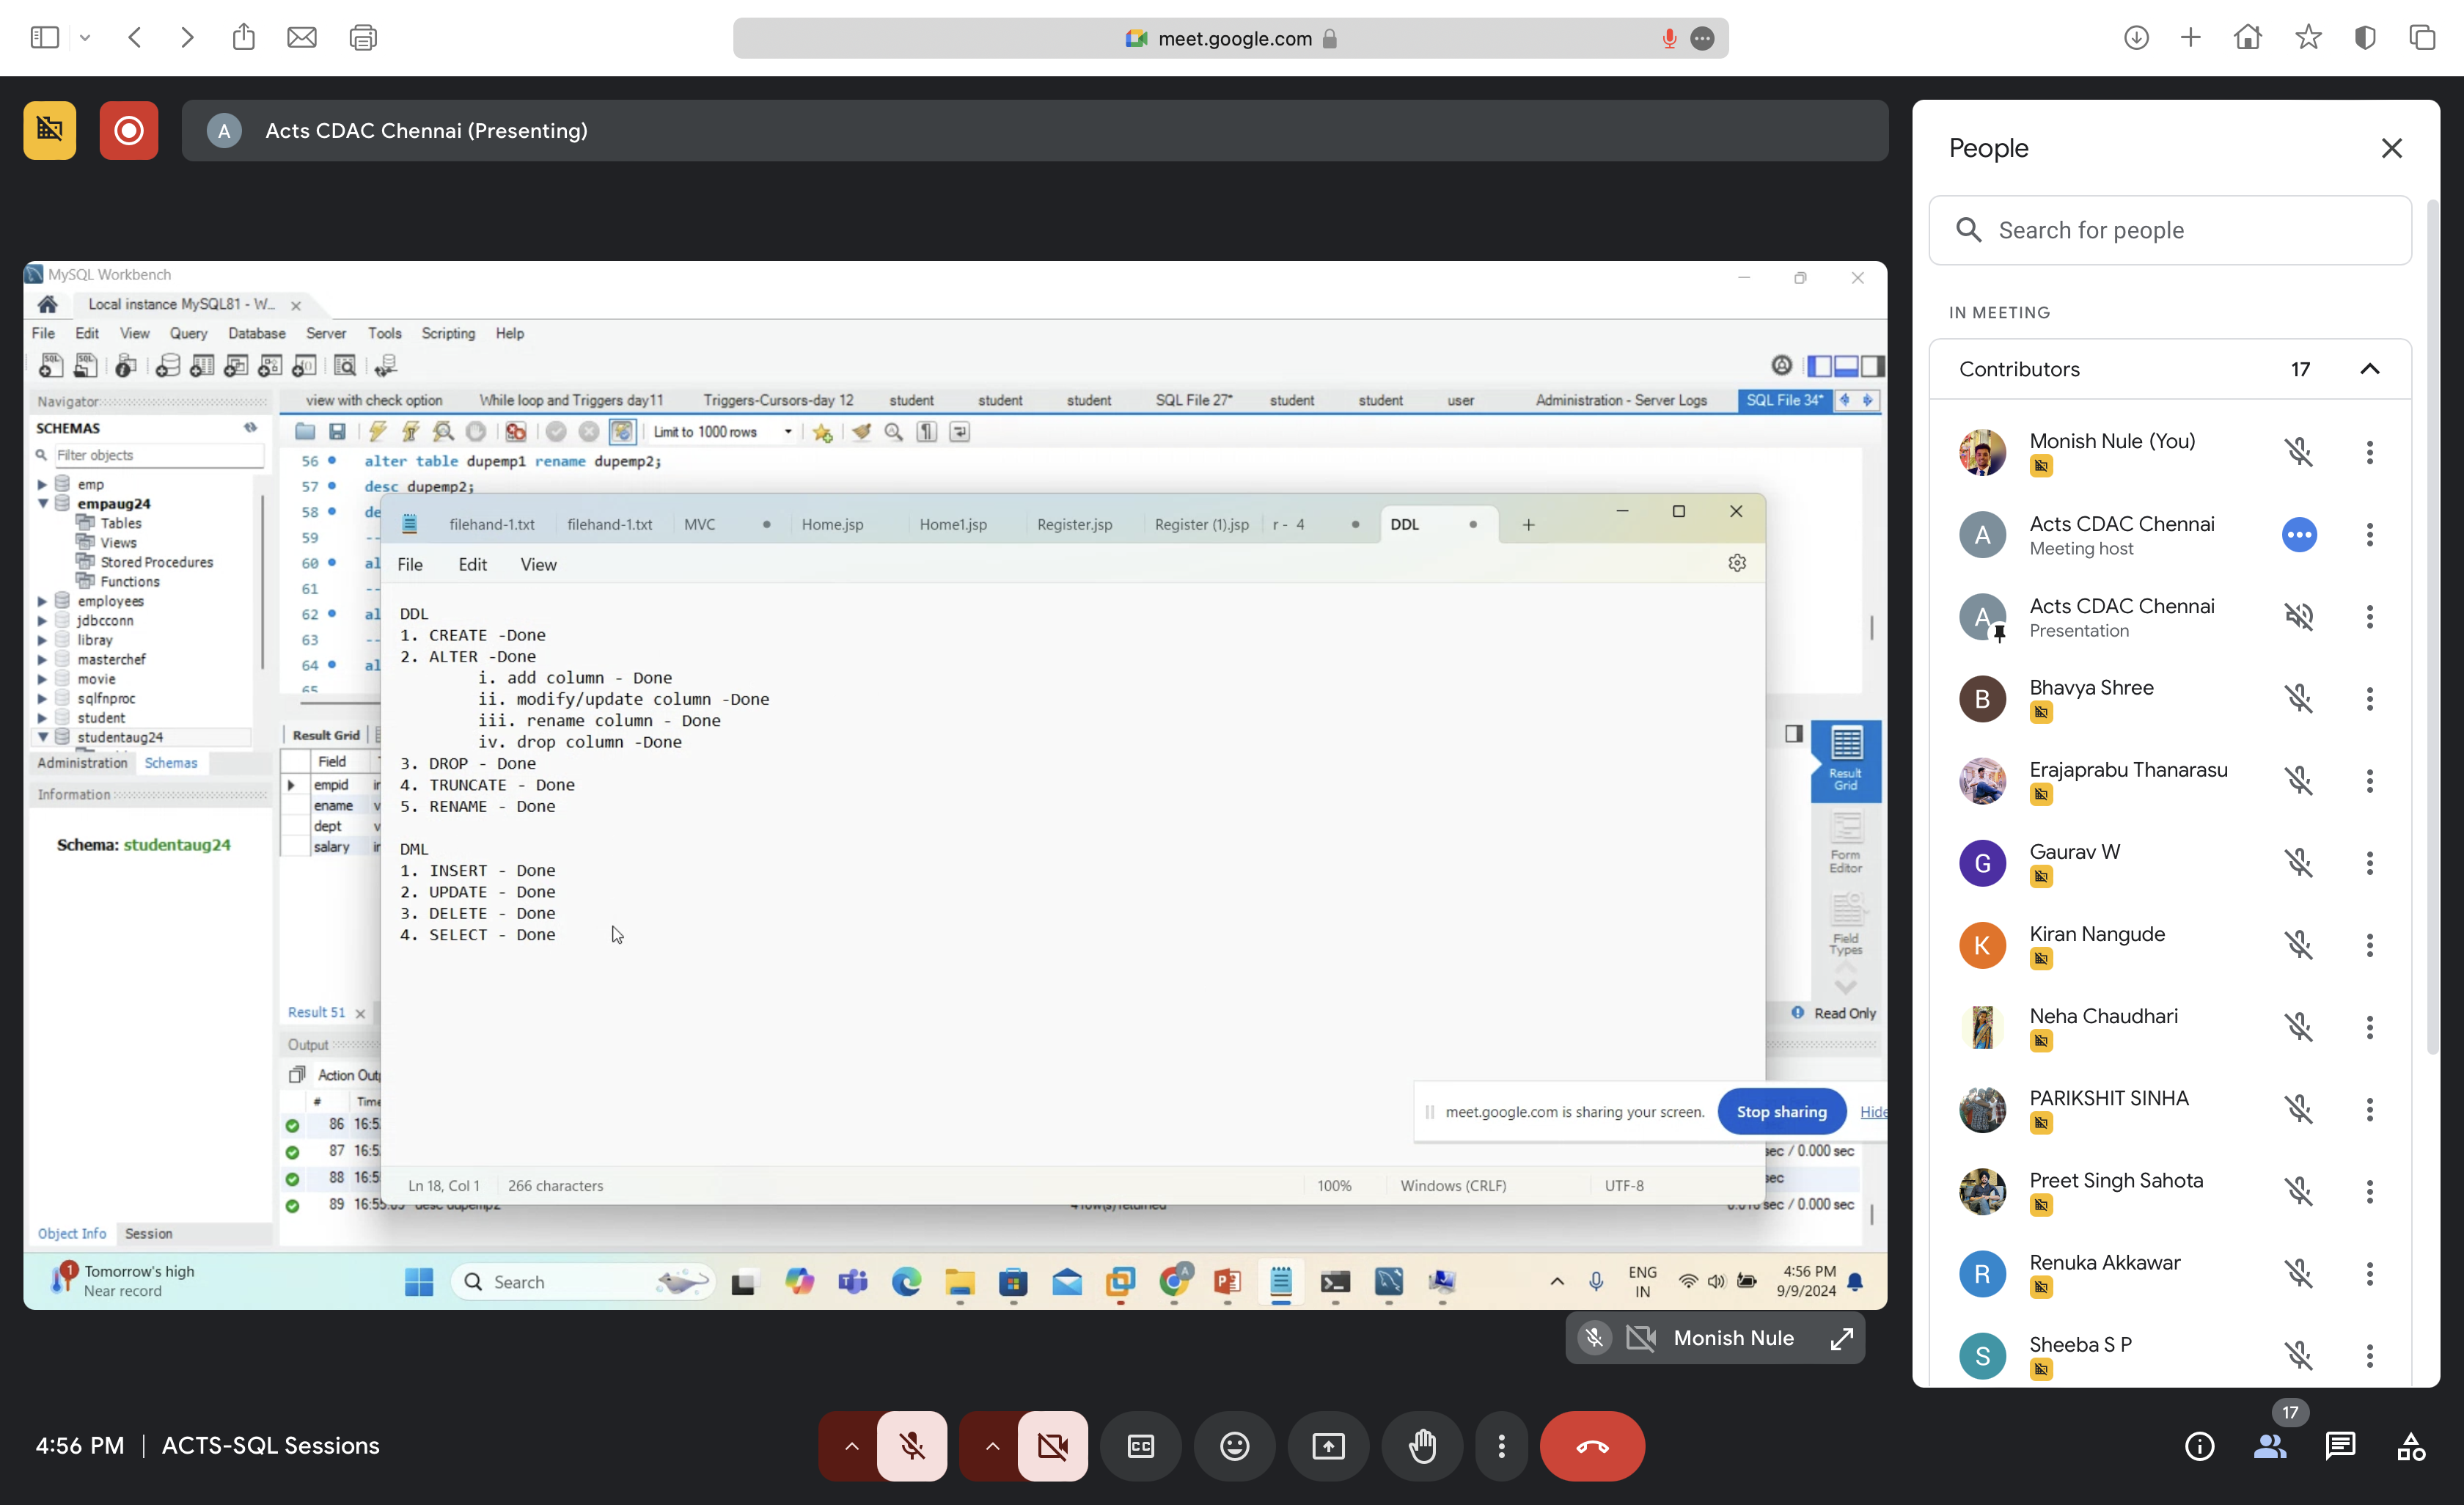 meet.google.com
A Acts CDAC Chennai (Presenting)
MySQL Workbench
Local instance MySQL81 - W...
File Edit View Query Database Server Tools Scripting Help
Navigator
SCHEMAS
Filter objects
emp
empaug24
Tables
Views
Stored Procedures
Functions
employees
jdbcconn
libray
masterchef
movie
sqlfnproc
student
studentaug24
Administration Schemas
Information
Schema: studentaug24
Object Info Session
view with check option While loop and Triggers day11 Triggers-Cursors-day 12 student student student SQL File 27* student student user Administration - Server Logs SQL File 34*
Limit to 1000 rows
56 alter table dupemp1 rename dupemp2;
57 desc dupemp2;
58 de
59 --
60 al
61 --
62 al
63 --
64 al
65
Result Grid
Field
empid
ename
dept
salary
Result 51
Output
Action Outp
# Time
86 16:5
87 16:5
88 16:5
89 16:55:05 desc dupemp2 4 row(s) returned 0.016 sec / 0.000 sec
sec / 0.000 sec
sec
Result Grid
Form Editor
Field Types
Read Only
filehand-1.txt filehand-1.txt MVC Home.jsp Home1.jsp Register.jsp Register (1).jsp r - 4 DDL
File Edit View
DDL
1. CREATE -Done
2. ALTER -Done
i. add column - Done
ii. modify/update column -Done
iii. rename column - Done
iv. drop column -Done
3. DROP - Done
4. TRUNCATE - Done
5. RENAME - Done
DML
1. INSERT - Done
2. UPDATE - Done
3. DELETE - Done
4. SELECT - Done
meet.google.com is sharing your screen. Stop sharing Hide
Ln 18, Col 1 266 characters 100% Windows (CRLF) UTF-8
1 Tomorrow's high
Near record
Search
ENG
IN
4:56 PM
9/9/2024
Monish Nule
4:56 PM | ACTS-SQL Sessions
People
Search for people
IN MEETING
Contributors 17
Monish Nule (You)
A Acts CDAC Chennai
Meeting host
A Acts CDAC Chennai
Presentation
B Bhavya Shree
Erajaprabu Thanarasu
G Gaurav W
K Kiran Nangude
Neha Chaudhari
PARIKSHIT SINHA
Preet Singh Sahota
R Renuka Akkawar
S Sheeba S P
17